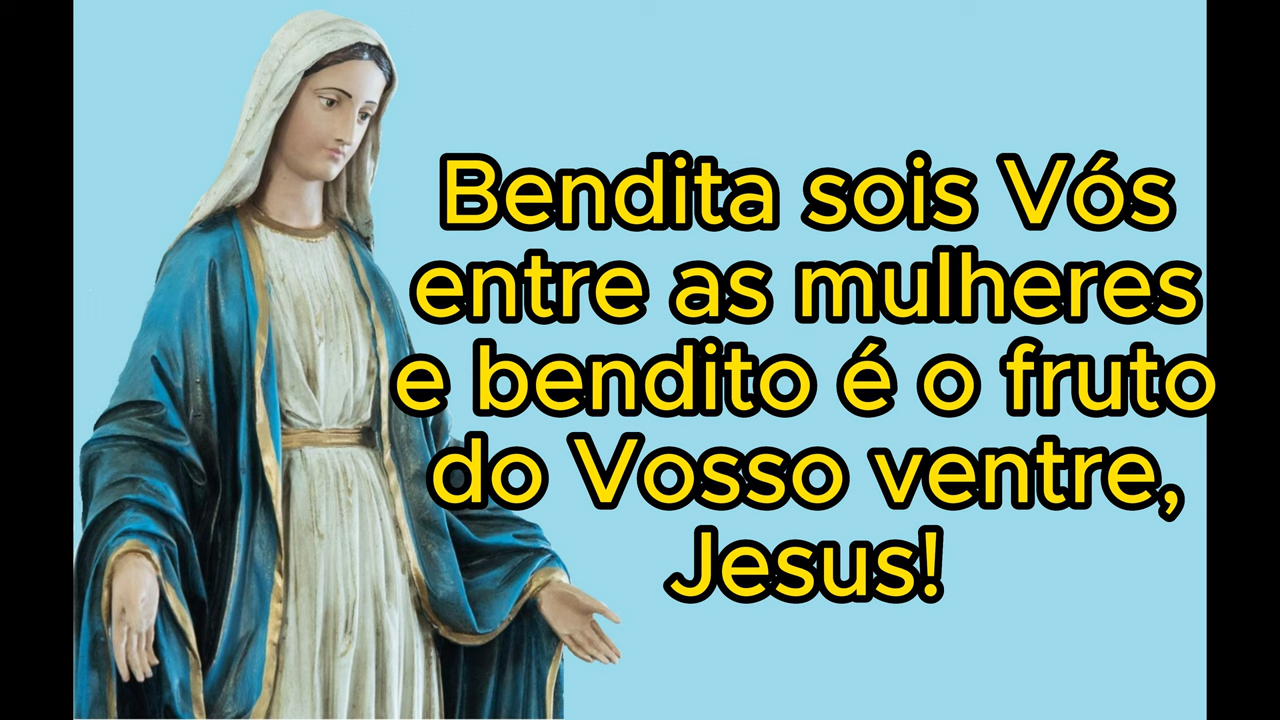 Bendita sois Vós
entre as mulheres
e bendito é o fruto
do Vosso ventre,
Jesus!